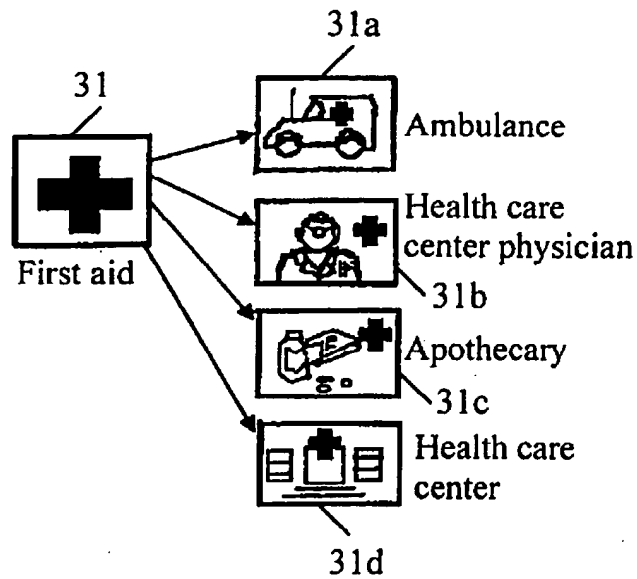 31a
31
Ambulance
First aid
Health care
center physician
31b
Apothecary
31c
Health care
center
31d